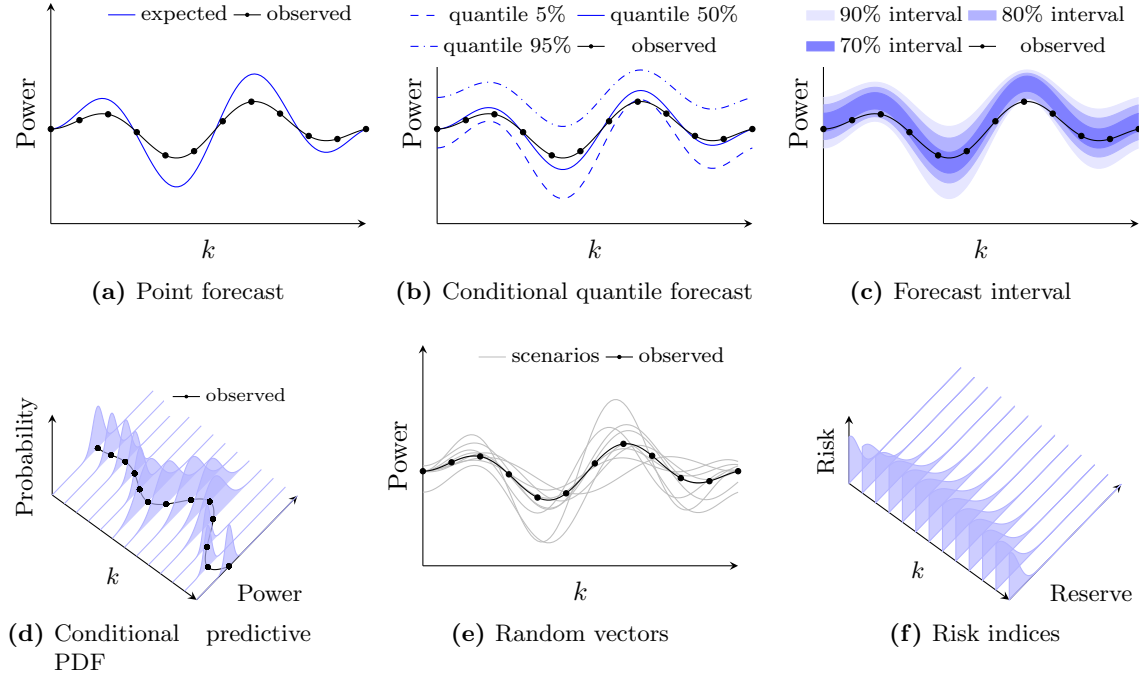 expected observed
Power
k
(a) Point forecast
quantile 5% quantile 50%
quantile 95% observed
Power
k
(b) Conditional quantile forecast
90% interval 80% interval
70% interval observed
Power
k
(c) Forecast interval
observed
Probability
k
Power
(d) Conditional predictive
PDF
scenarios observed
Power
k
(e) Random vectors
Risk
k
Reserve
(f) Risk indices